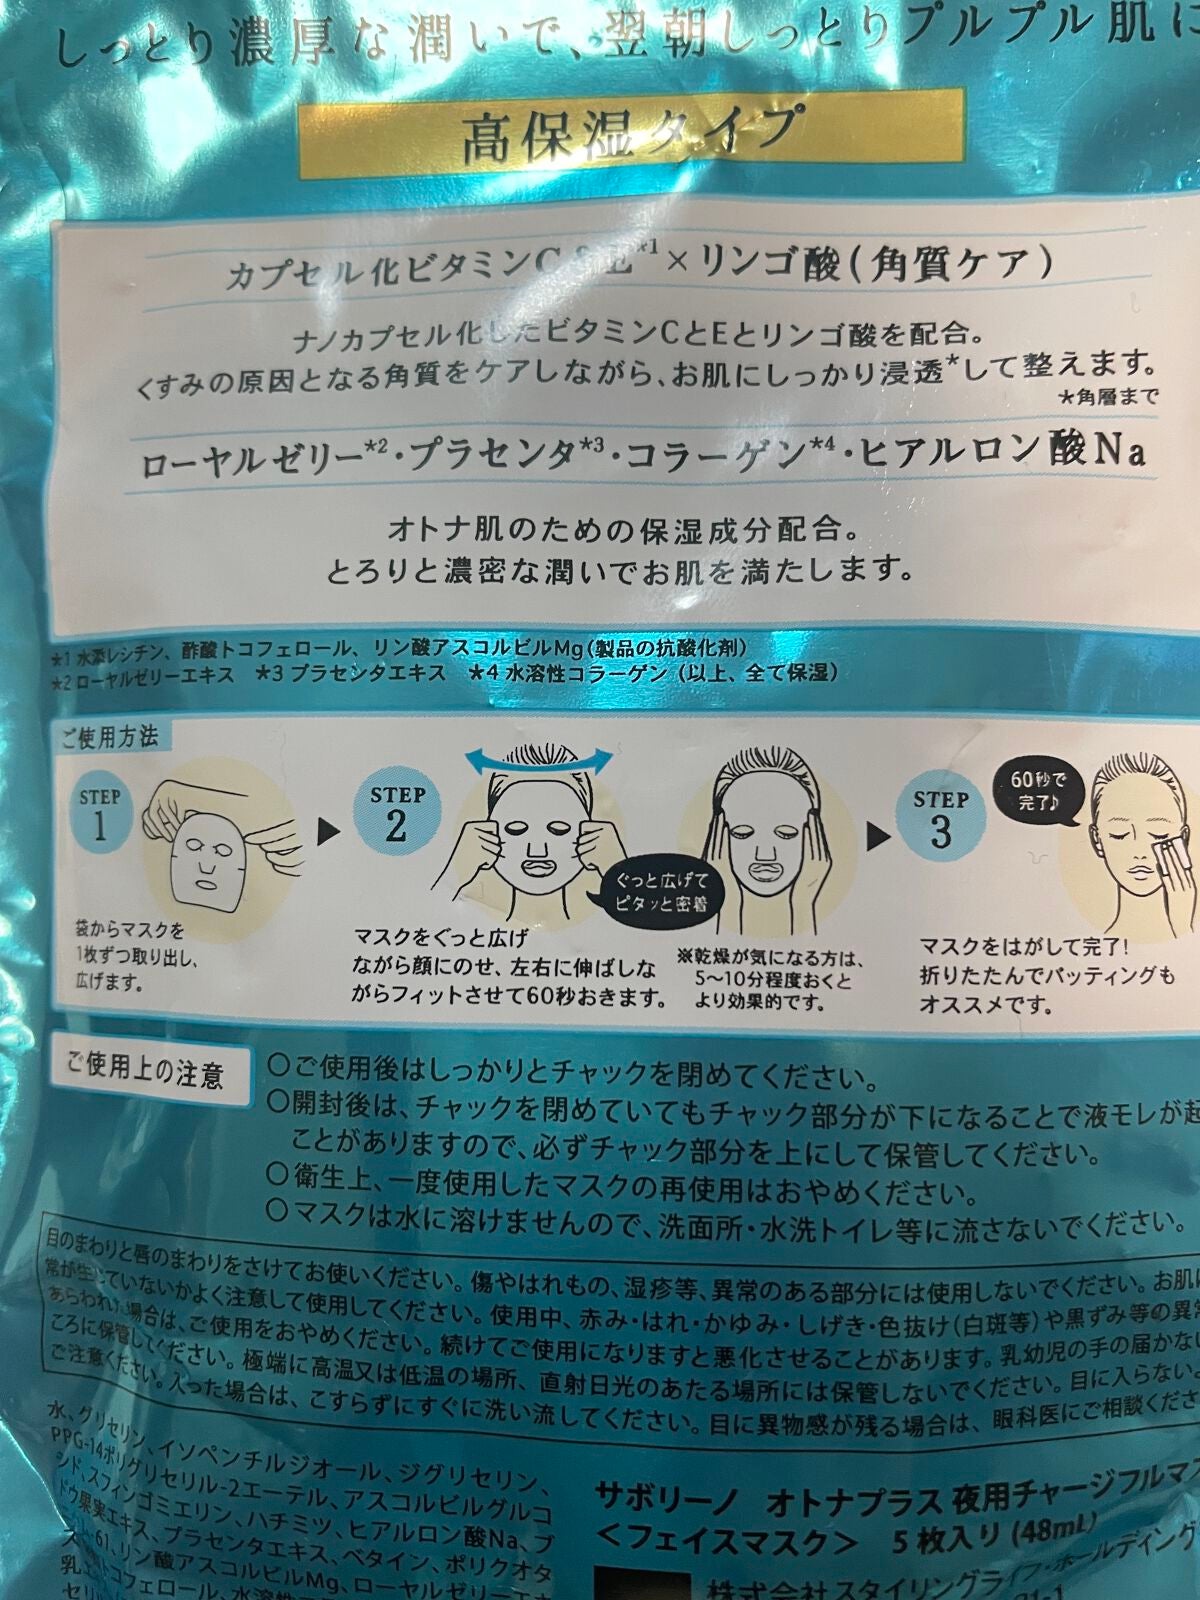 しっとり濃厚な潤いで、翌朝しっとりプルプル肌に
高保湿タイプ
カプセル化ビタミンC&E*1×リンゴ酸(角質ケア)
ナノカプセル化したビタミンCとEとリンゴ酸を配合。
くすみの原因となる角質をケアしながら、お肌にしっかり浸透*して整えます。
*角層まで
ローヤルゼリー*2・プラセンタ*3・コラーゲン*4・ヒアルロン酸Na
オトナ肌のための保湿成分配合。
とろりと濃密な潤いでお肌を満たします。
*1 水添レシチン、酢酸トコフェロール、リン酸アスコルビルMg(製品の抗酸化剤)
*2 ローヤルゼリーエキス *3 プラセンタエキス *4 水溶性コラーゲン(以上、全て保湿)
ご使用方法
STEP
1
袋からマスクを
1枚ずつ取り出し、
広げます。
STEP
2
マスクをぐっと広げ
ながら顔にのせ、左右に伸ばしな
がらフィットさせて60秒おきます。
ぐっと広げて
ピタッと密着
※乾燥が気になる方は、
5~10分程度おくと
より効果的です。
STEP
3
60秒で
完了♪
マスクをはがして完了!
折りたたんでパッティングも
オススメです。
ご使用上の注意
○ご使用後はしっかりとチャックを閉めてください。
○開封後は、チャックを閉めていてもチャック部分が下になることで液モレが起
ことがありますので、必ずチャック部分を上にして保管してください。
○衛生上、一度使用したマスクの再使用はおやめください。
○マスクは水に溶けませんので、洗面所・水洗トイレ等に流さないでください。
目のまわりと唇のまわりをさけてお使いください。傷やはれもの、湿疹等、異常のある部分には使用しないでください。お肌に
常が生じていないかよく注意して使用してください。使用中、赤み・はれ・かゆみ・しげき・色抜け(白斑等)や黒ずみ等の異常
あらわれた場合は、ご使用をおやめください。続けてご使用になりますと悪化させることがあります。乳幼児の手の届かない
ころに保管してください。極端に高温又は低温の場所、直射日光のあたる場所には保管しないでください。目に入らない
ご注意ください。入った場合は、こすらずにすぐに洗い流してください。目に異物感が残る場合は、眼科医にご相談くださ
水、グリセリン、イソペンチルジオール、ジグリセリン、
PPG-14ポリグリセリル-2エーテル、アスコルビルグルコ
シド、スフィンゴミエリン、ハチミツ、ヒアルロン酸Na、ブ
ドウ果実エキス、プラセンタエキス、ベタイン、ポリクオタ
61、リン酸アスコルビルMg、ローヤルゼリーエキ
トコフェロール、水溶性コラ
サボリーノ オトナプラス 夜用チャージフルマス
<フェイスマスク> 5枚入り(48mL)
株式会社スタイリングライフ・ホールディング
21-1